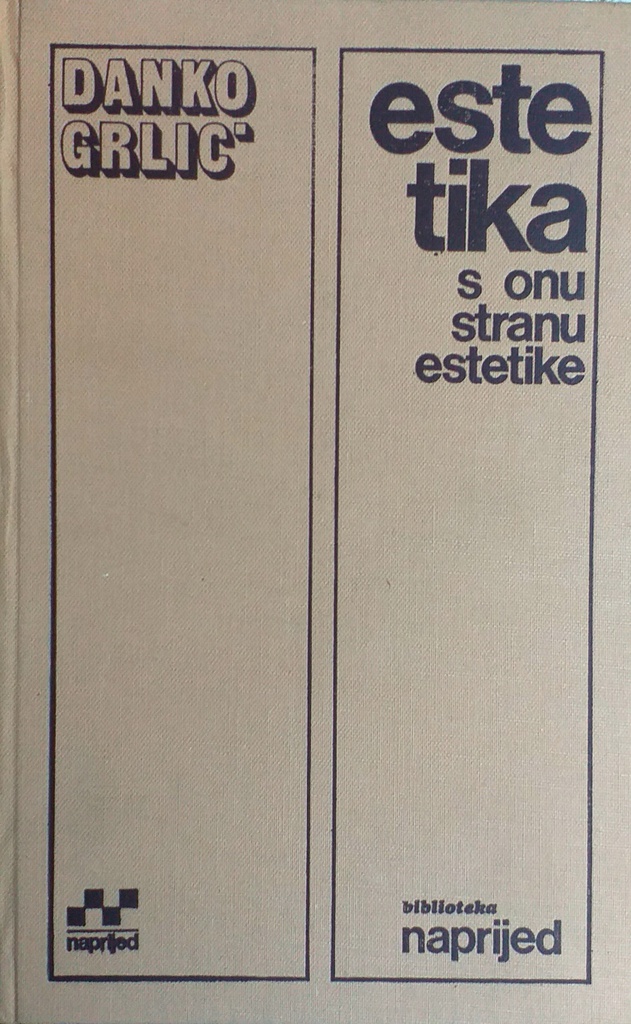 DANKO
GRLIĆ
este
tika
s onu
stranu
estetike
naprijed
biblioteka
naprijed